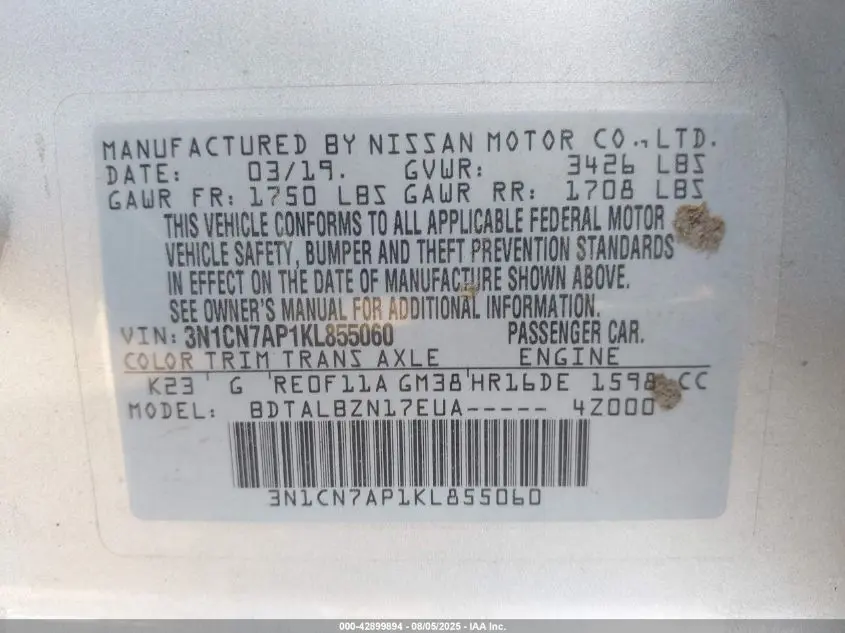 MANUFACTURED BY NISSAN MOTOR CO., LTD.
DATE: 03/19. GVWR: 3426 LBS
GAWR FR: 1750 LBS GAWR RR: 1708 LBS
THIS VEHICLE CONFORMS TO ALL APPLICABLE FEDERAL MOTOR
VEHICLE SAFETY, BUMPER AND THEFT PREVENTION STANDARDS
IN EFFECT ON THE DATE OF MANUFACTURE SHOWN ABOVE.
SEE OWNER'S MANUAL FOR ADDITIONAL INFORMATION.
VIN: 3N1CN7AP1KL855060 PASSENGER CAR.
COLOR TRIM TRANS AXLE ENGINE
K23 G RE0F11A GM38 HR16DE 1598 CC
MODEL: BDTALBZN17EUA----- 4Z000
3N1CN7AP1KL855060
000-42899894 - 08/05/2025 - IAA Inc.